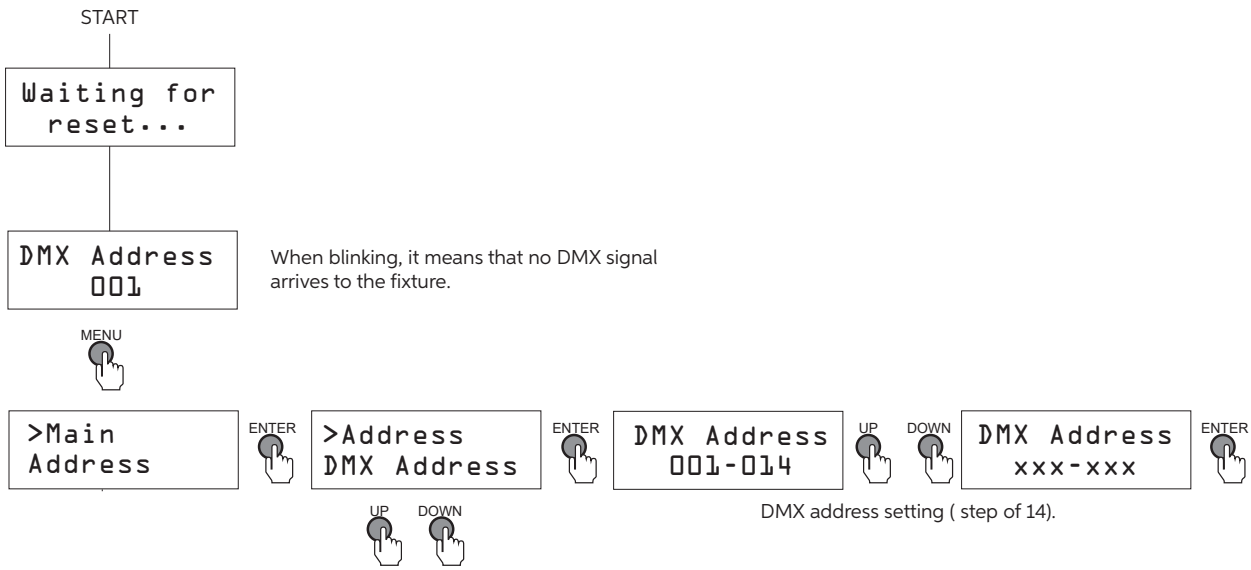 START
Waiting for
reset...
DMX Address
001
When blinking, it means that no DMX signal
arrives to the fixture.
MENU
>Main
Address
ENTER
>Address
DMX Address
ENTER
DMX Address
001-014
UP
DOWN
DMX Address
xxx-xxx
ENTER
DMX address setting ( step of 14).
UP
DOWN